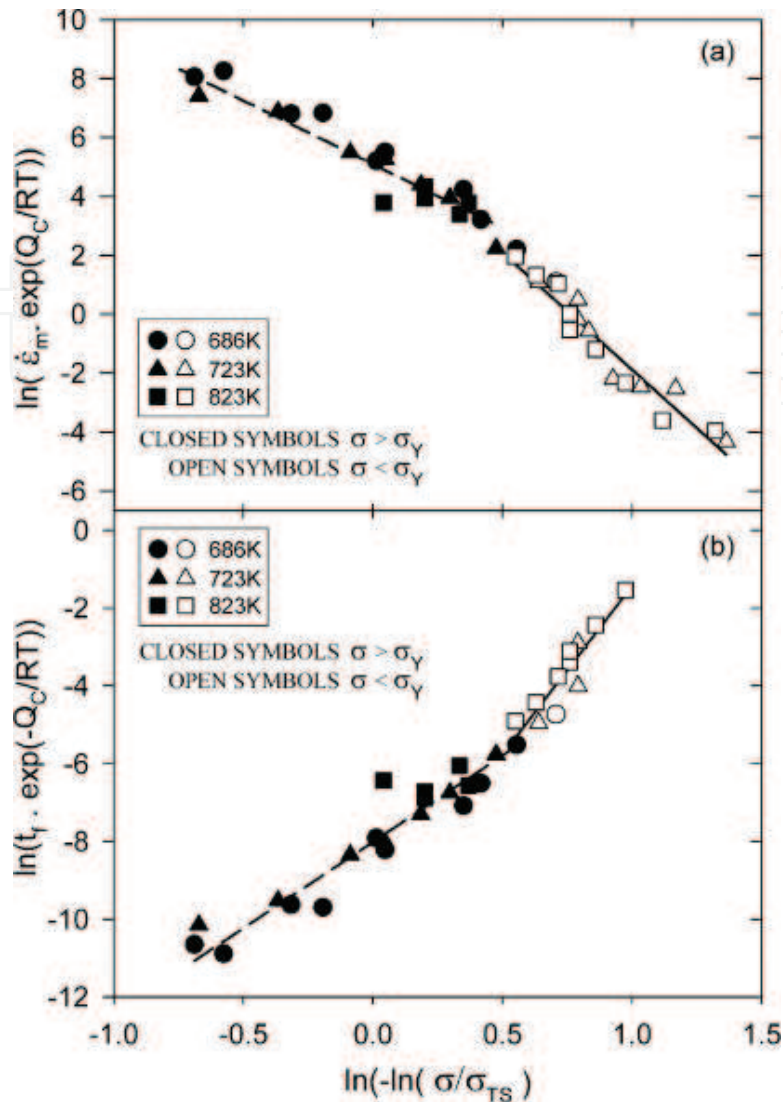 10
8
6
4
2
0
-2
-4
-6
ln( ε̇m. exp(QC/RT))
(a)
686K
723K
823K
CLOSED SYMBOLS σ > σY
OPEN SYMBOLS σ < σY
0
-2
-4
-6
-8
-10
-12
ln(tf . exp(-QC/RT))
(b)
686K
723K
823K
CLOSED SYMBOLS σ > σY
OPEN SYMBOLS σ < σY
-1.0 -0.5 0.0 0.5 1.0 1.5
ln(-ln( σ/σTS )